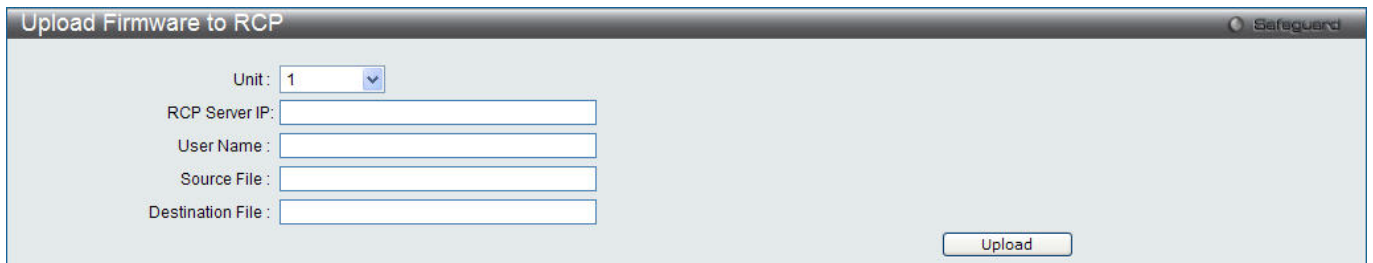 Upload Firmware to RCP
Safeguard
Unit : 1
RCP Server IP:
User Name :
Source File :
Destination File :
Upload